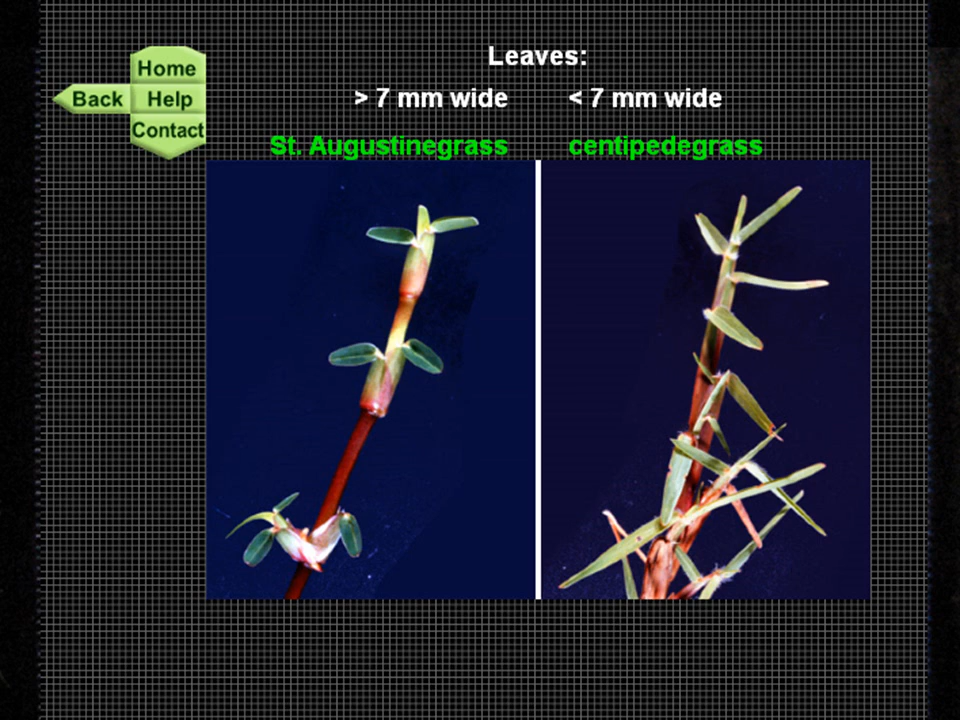 Leaves:
Home
Back Help
Contact
> 7 mm wide
< 7 mm wide
St. Augustinegrass
centipedegrass